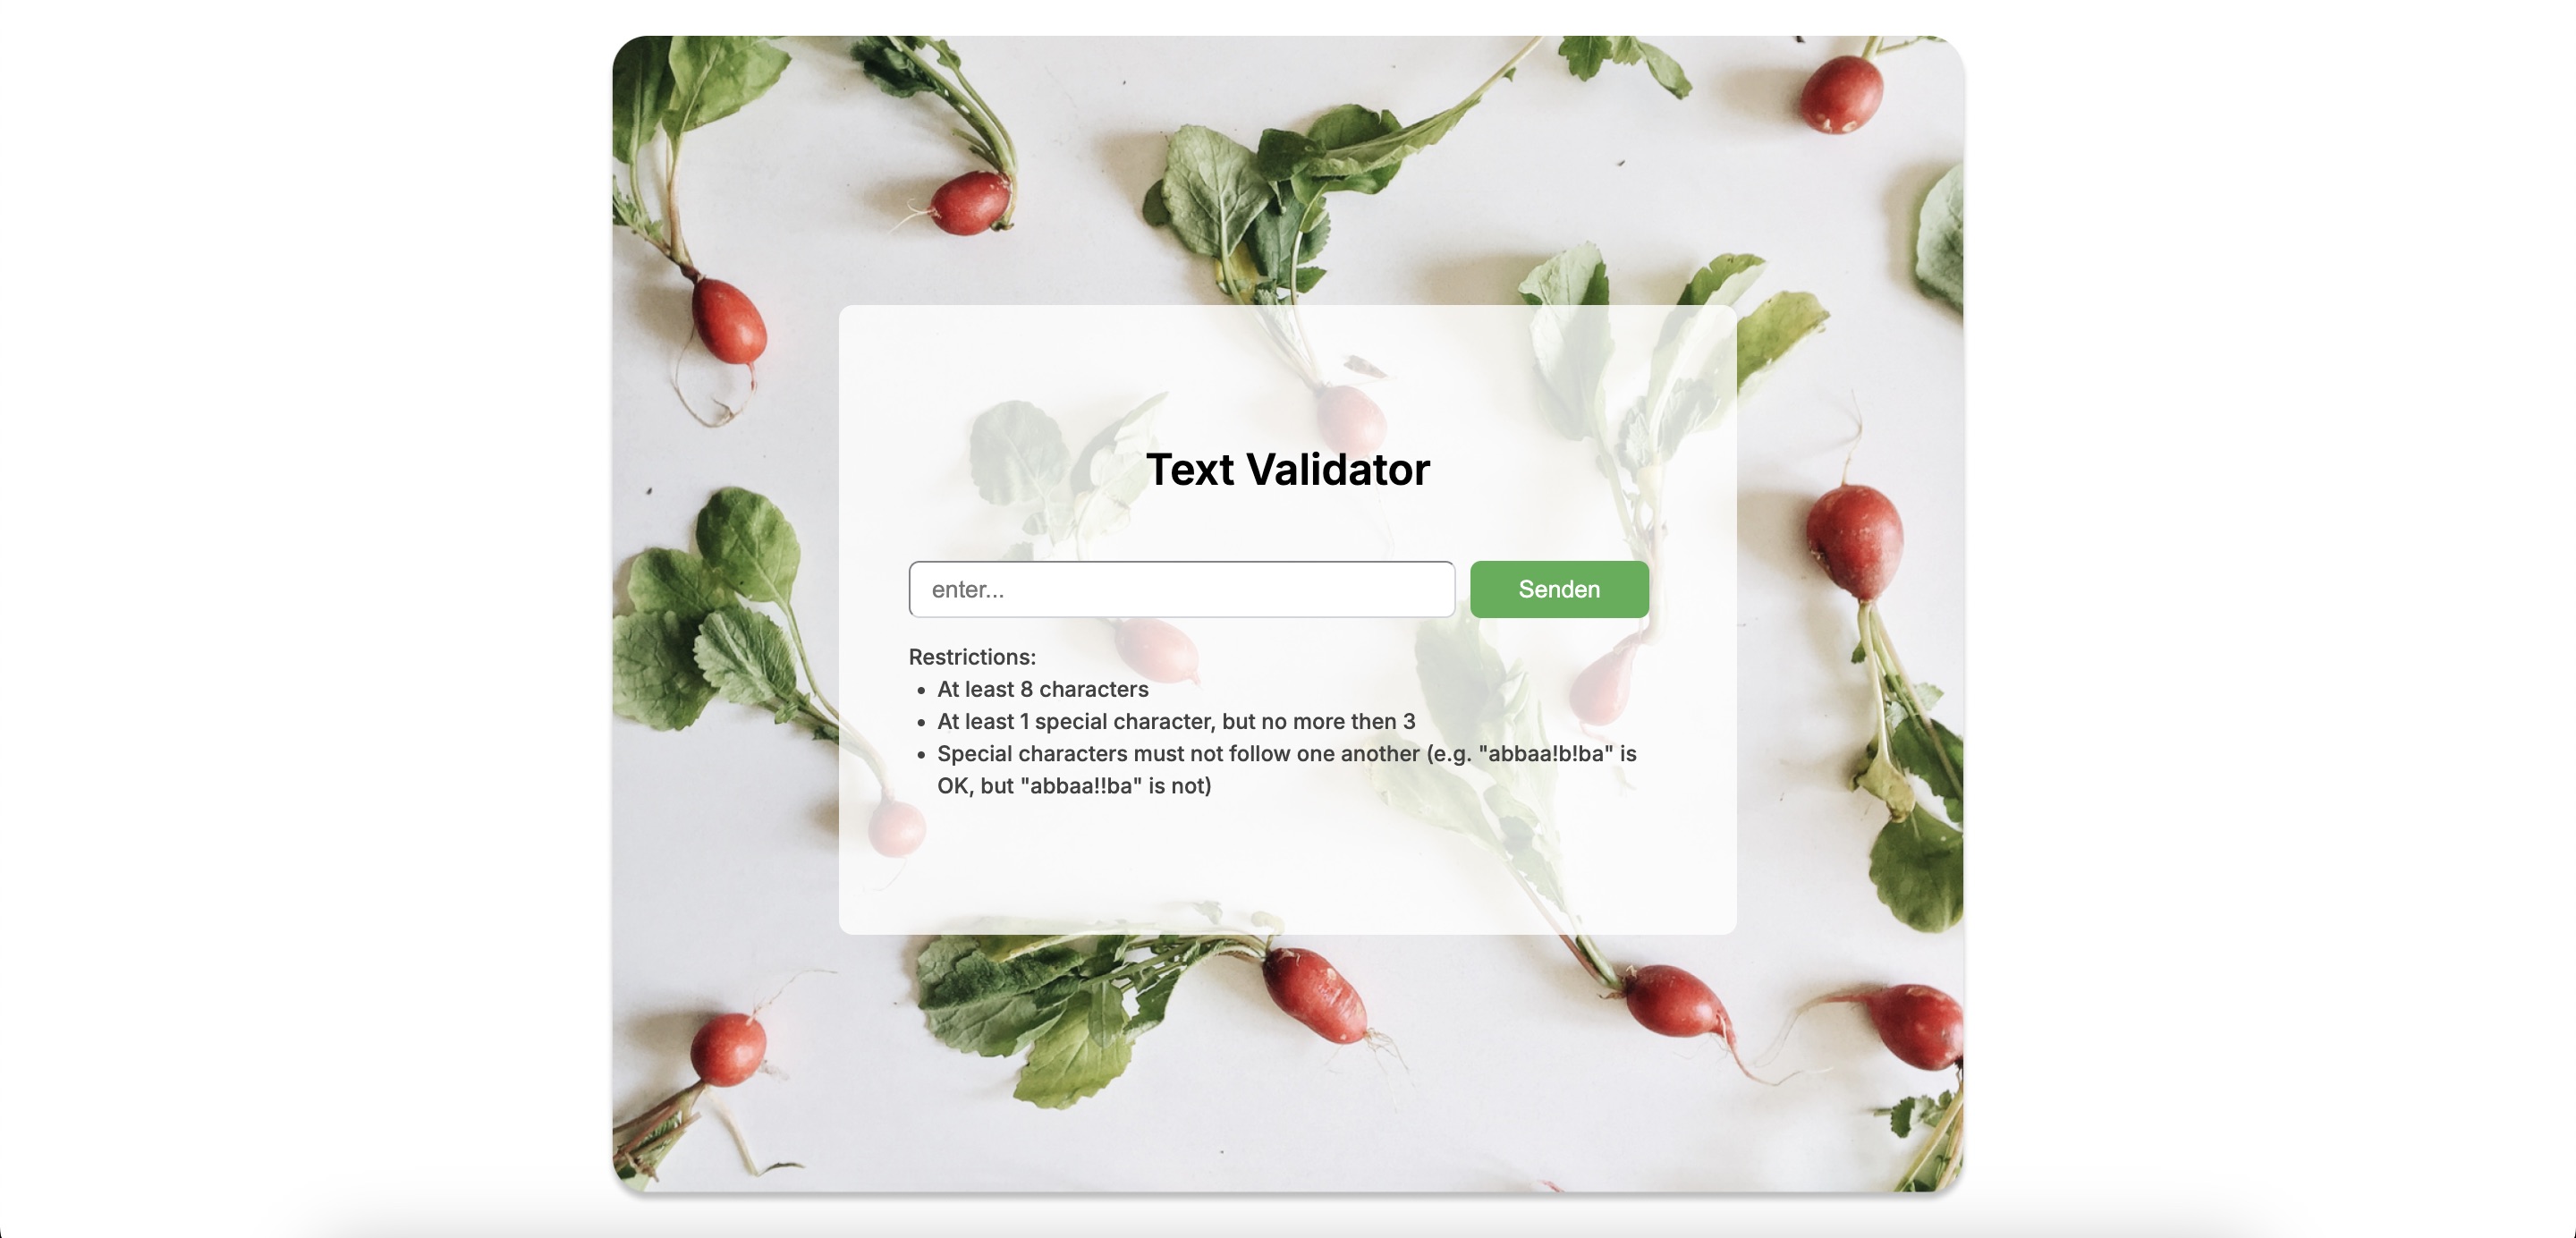 Text Validator
enter...
Senden
Restrictions:
• At least 8 characters
• At least 1 special character, but no more then 3
• Special characters must not follow one another (e.g. "abbaa!b!ba" is
OK, but "abbaa!!ba" is not)